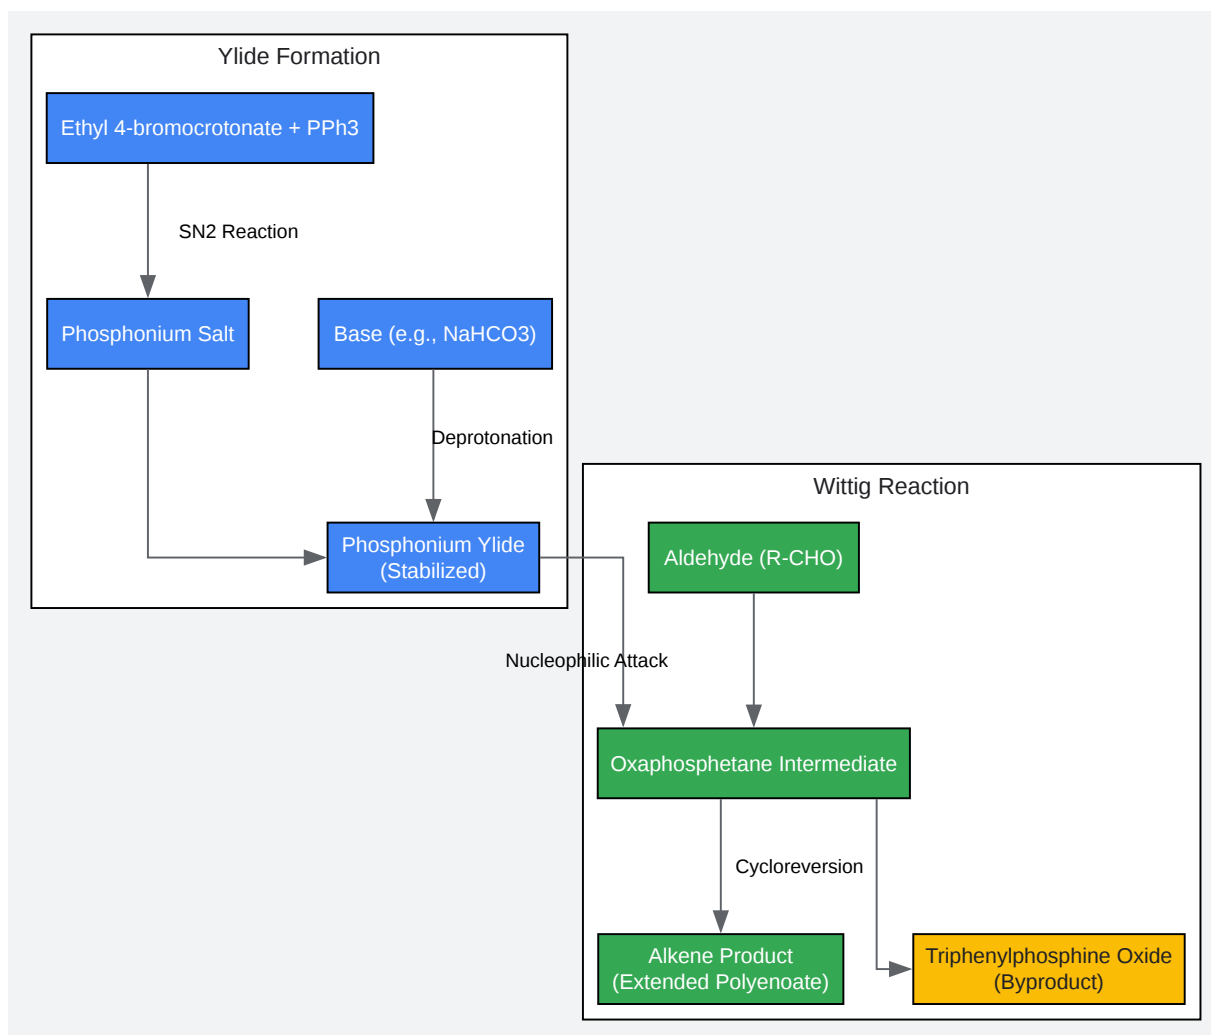 Ylide Formation
Ethyl 4-bromocrotonate + PPh3
SN2 Reaction
Phosphonium Salt
Base (e.g., NaHCO3)
Deprotonation
Phosphonium Ylide
(Stabilized)
Wittig Reaction
Aldehyde (R-CHO)
Nucleophilic Attack
Oxaphosphetane Intermediate
Cycloreversion
Alkene Product
(Extended Polyenoate)
Triphenylphosphine Oxide
(Byproduct)